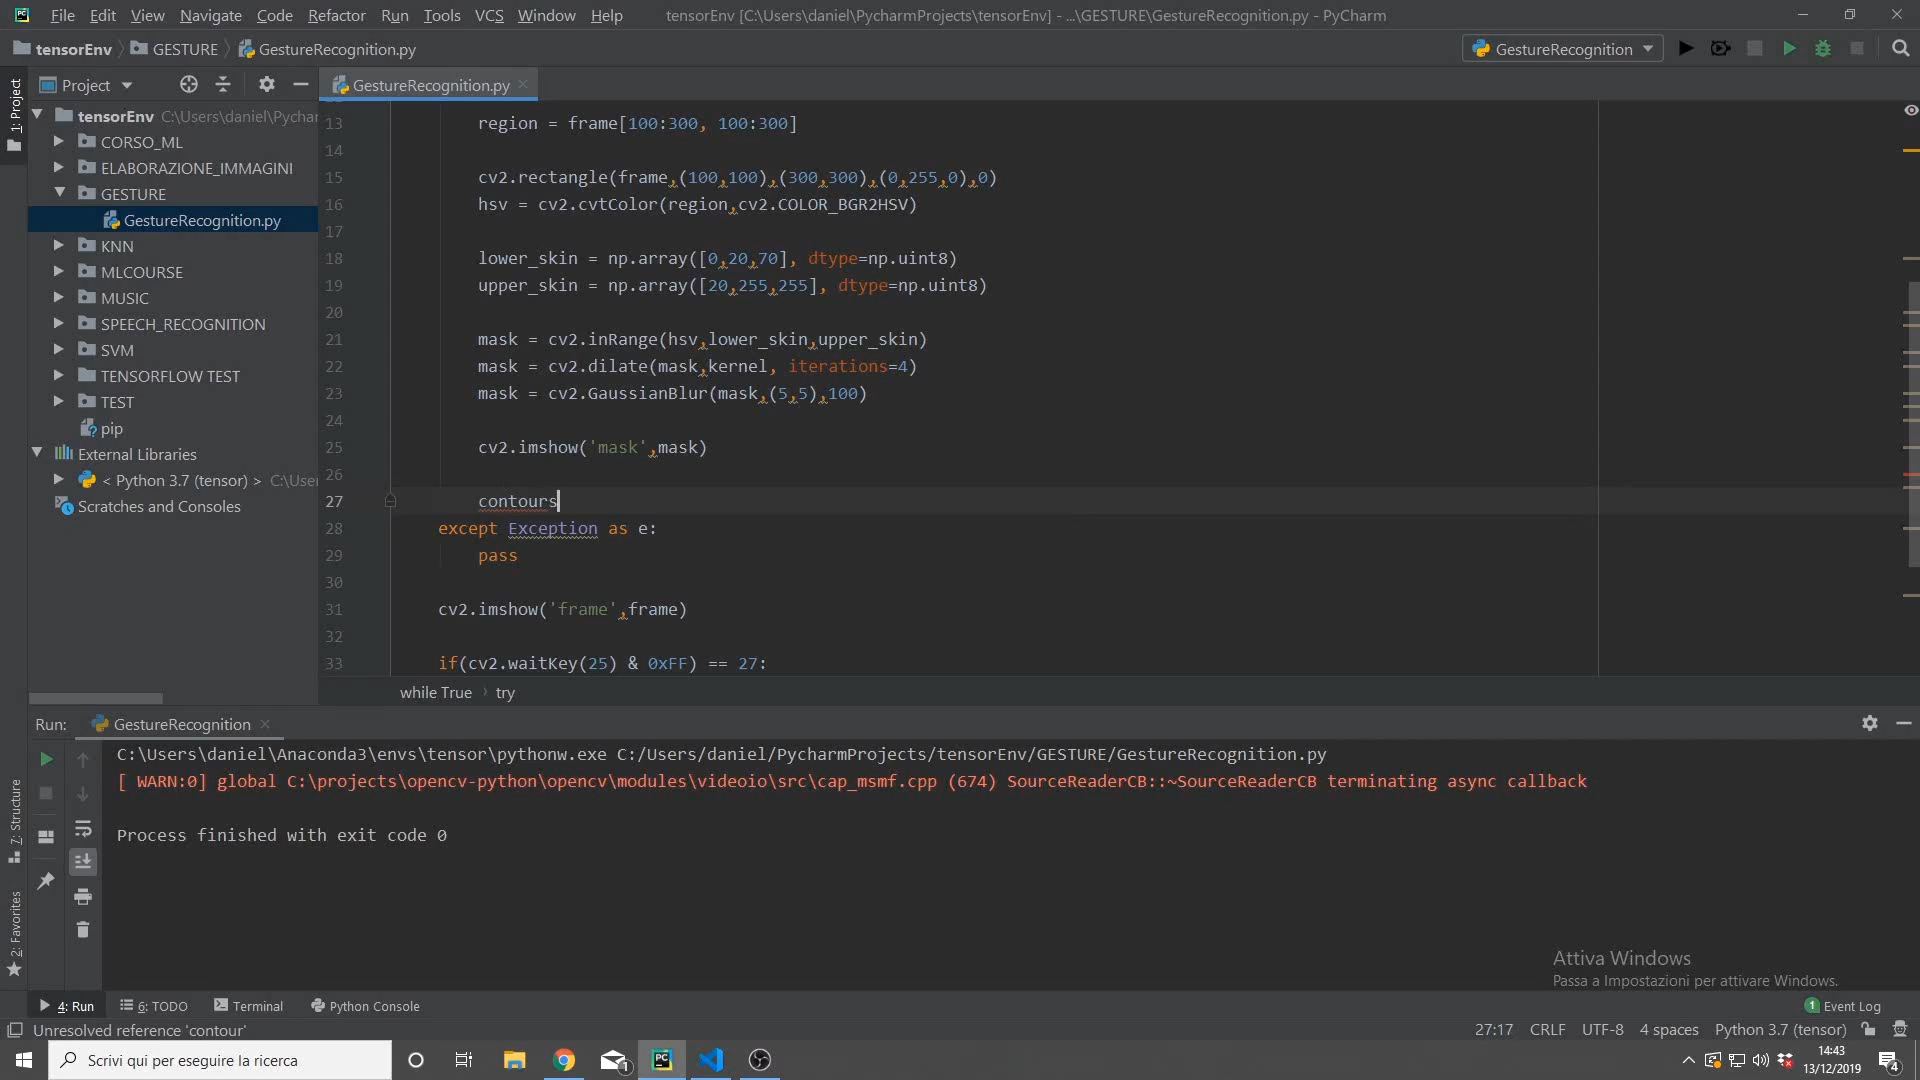 File Edit View Navigate Code Refactor Run Tools VCS Window Help tensorEnv [C:\Users\daniel\PycharmProjects\tensorEnv] - ...\GESTURE\GestureRecognition.py - PyCharm
tensorEnv GESTURE GestureRecognition.py GestureRecognition
1: Project
Project
GestureRecognition.py
tensorEnv C:\Users\daniel\Pychar
CORSO_ML
ELABORAZIONE_IMMAGINI
GESTURE
GestureRecognition.py
KNN
MLCOURSE
MUSIC
SPEECH_RECOGNITION
SVM
TENSORFLOW TEST
TEST
pip
External Libraries
< Python 3.7 (tensor) > C:\Use
Scratches and Consoles
13 region = frame[100:300, 100:300]
14
15 cv2.rectangle(frame,(100,100),(300,300),(0,255,0),0)
16 hsv = cv2.cvtColor(region,cv2.COLOR_BGR2HSV)
17
18 lower_skin = np.array([0,20,70], dtype=np.uint8)
19 upper_skin = np.array([20,255,255], dtype=np.uint8)
20
21 mask = cv2.inRange(hsv,lower_skin,upper_skin)
22 mask = cv2.dilate(mask,kernel, iterations=4)
23 mask = cv2.GaussianBlur(mask,(5,5),100)
24
25 cv2.imshow('mask',mask)
26
27 contours
28 except Exception as e:
29 pass
30
31 cv2.imshow('frame',frame)
32
33 if(cv2.waitKey(25) & 0xFF) == 27:
while True try
Run: GestureRecognition
C:\Users\daniel\Anaconda3\envs\tensor\pythonw.exe C:/Users/daniel/PycharmProjects/tensorEnv/GESTURE/GestureRecognition.py
[ WARN:0] global C:\projects\opencv-python\opencv\modules\videoio\src\cap_msmf.cpp (674) SourceReaderCB::~SourceReaderCB terminating async callback
Process finished with exit code 0
Z: Structure
2: Favorites
Attiva Windows
Passa a Impostazioni per attivare Windows.
4: Run 6: TODO Terminal Python Console 1 Event Log
Unresolved reference 'contour' 27:17 CRLF UTF-8 4 spaces Python 3.7 (tensor)
Scrivi qui per eseguire la ricerca
PC
1
14:43
13/12/2019
4